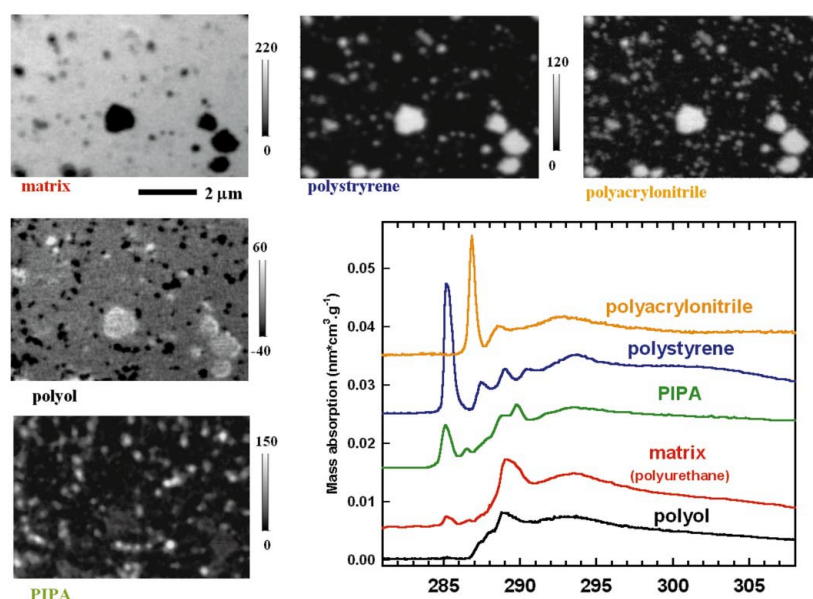 220
0
matrix
2 μm
120
0
polystryrene
polyacrylonitrile
60
-40
polyol
150
0
PIPA
Mass absorption (nm*cm³.g⁻¹)
0.05
0.04
0.03
0.02
0.01
0.00
polyacrylonitrile
polystyrene
PIPA
matrix
(polyurethane)
polyol
285 290 295 300 305